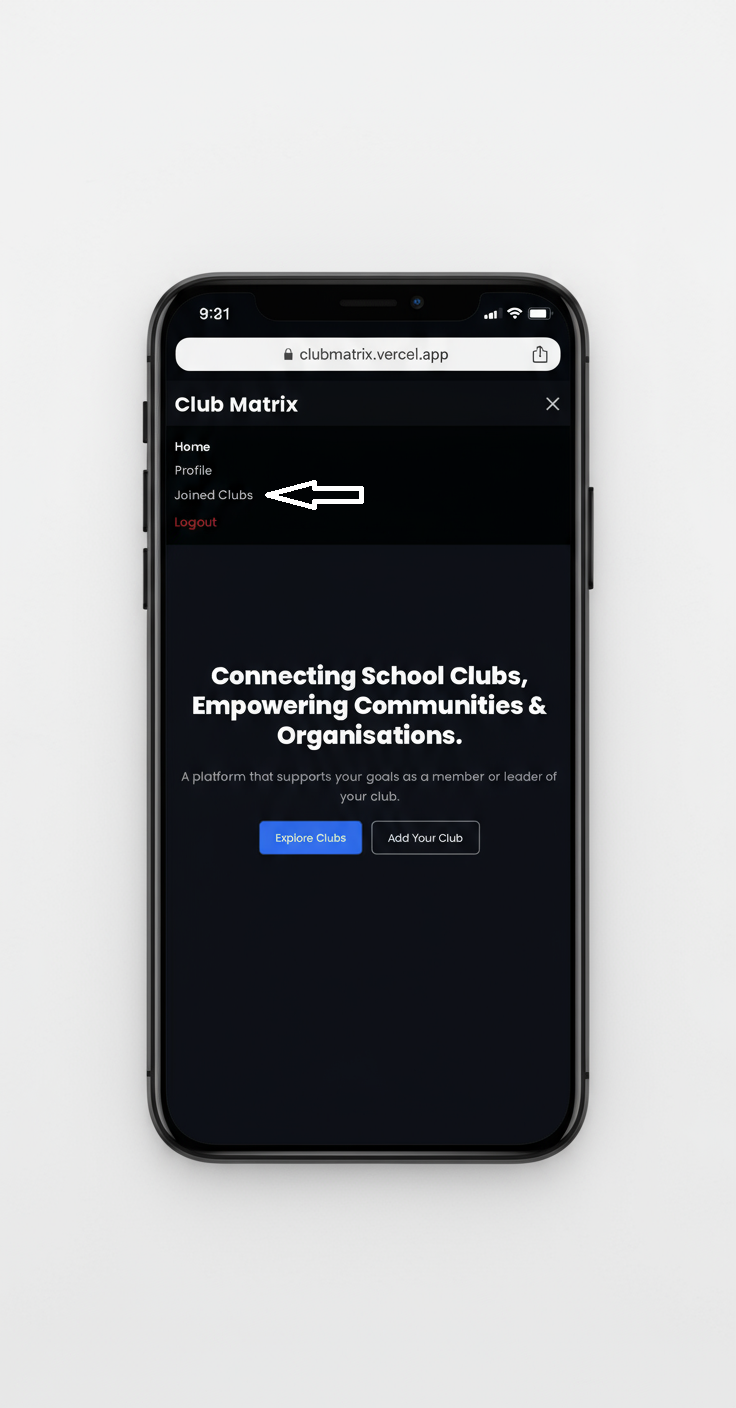 9:21
clubmatrix.vercel.app
Club Matrix
Home
Profile
Joined Clubs
Logout
Connecting School Clubs,
Empowering Communities &
Organisations.
A platform that supports your goals as a member or leader of
your club.
Explore Clubs
Add Your Club